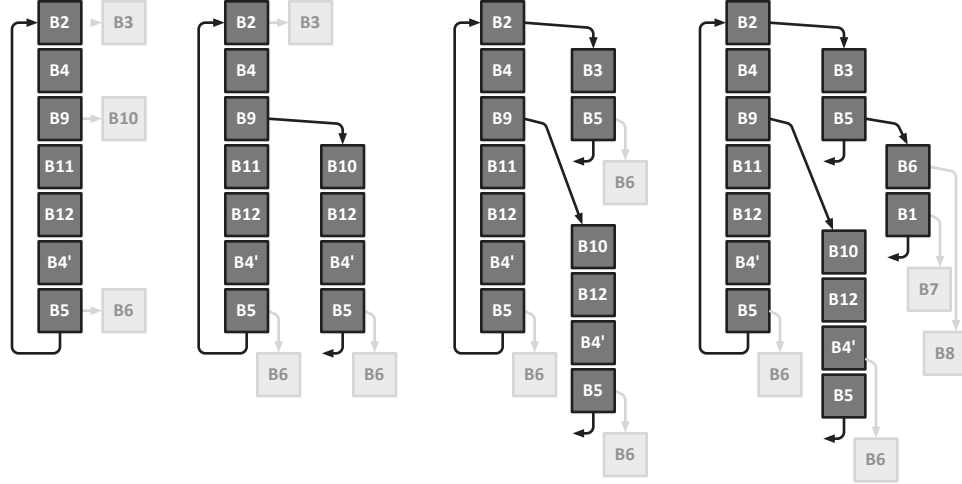 B2 B3
B4
B9 B10
B11
B12
B4'
B5 B6
B2 B3
B4
B9
B11 B10
B12 B12
B4' B4'
B5 B5
B6 B6
B2
B4 B3
B9 B5
B11
B6
B12
B10
B4'
B12
B5
B4'
B6
B5
B6
B2
B4 B3
B9 B5
B11 B6
B12 B1
B10
B4'
B7
B12
B5
B4' B8
B6
B5
B6